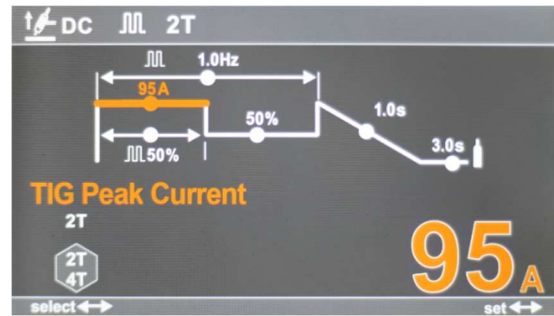 DC 2T
1.0Hz
95A
1.0s
50%
50%
3.0s
TIG Peak Current
2T
2T
4T
95A
select
set